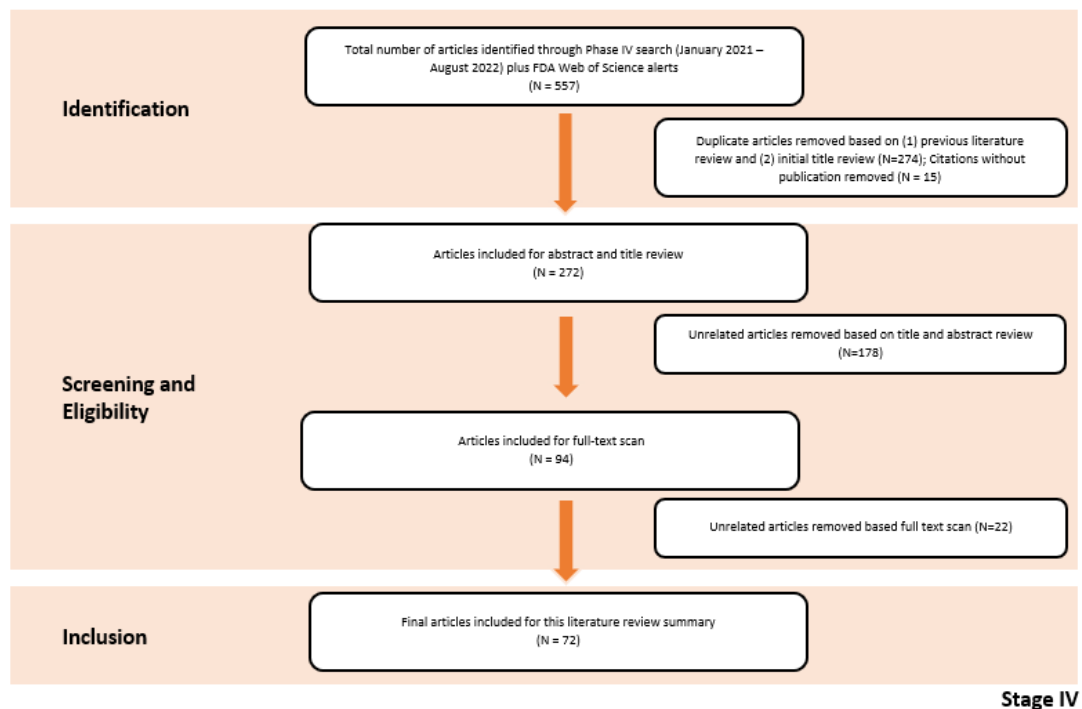 Identification
Total number of articles identified through Phase IV search (January 2021 –
August 2022) plus FDA Web of Science alerts
(N = 557)
Duplicate articles removed based on (1) previous literature
review and (2) initial title review (N=274); Citations without
publication removed (N = 15)
Screening and
Eligibility
Articles included for abstract and title review
(N = 272)
Unrelated articles removed based on title and abstract review
(N=178)
Articles included for full-text scan
(N = 94)
Unrelated articles removed based full text scan (N=22)
Inclusion
Final articles included for this literature review summary
(N = 72)
Stage IV